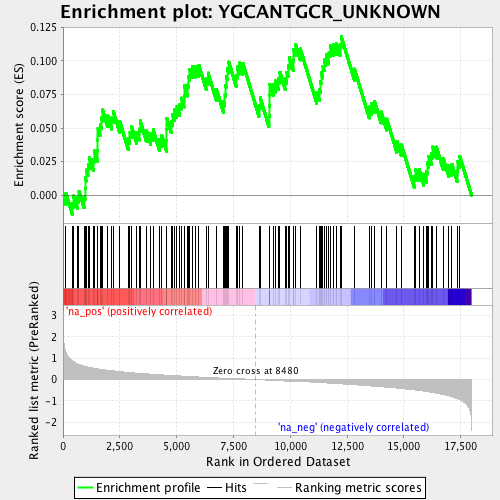 Enrichment plot: YGCANTGCR_UNKNOWN
Enrichment score (ES)
0.125
0.100
0.075
0.050
0.025
0.000
'na_pos' (positively correlated)
Ranked list metric (PreRanked)
3
2
1
0
-1
-2
Zero cross at 8480
'na_neg' (negatively correlated)
0
2,500
5,000
7,500
10,000
12,500
15,000
17,500
Rank in Ordered Dataset
Enrichment profile
Hits
Ranking metric scores